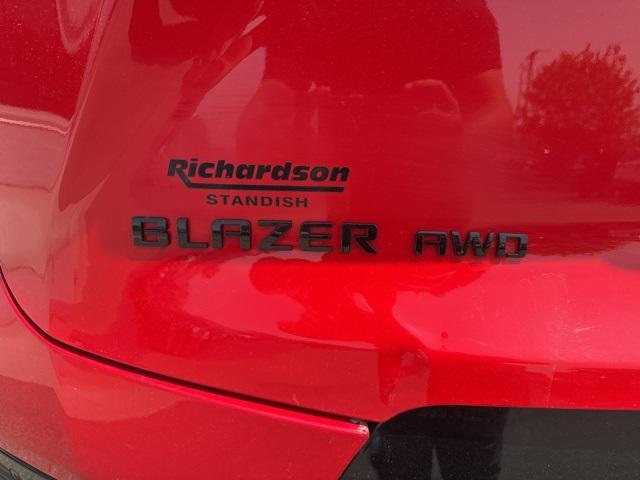 Richardson
STANDISH
BLAZER AWD